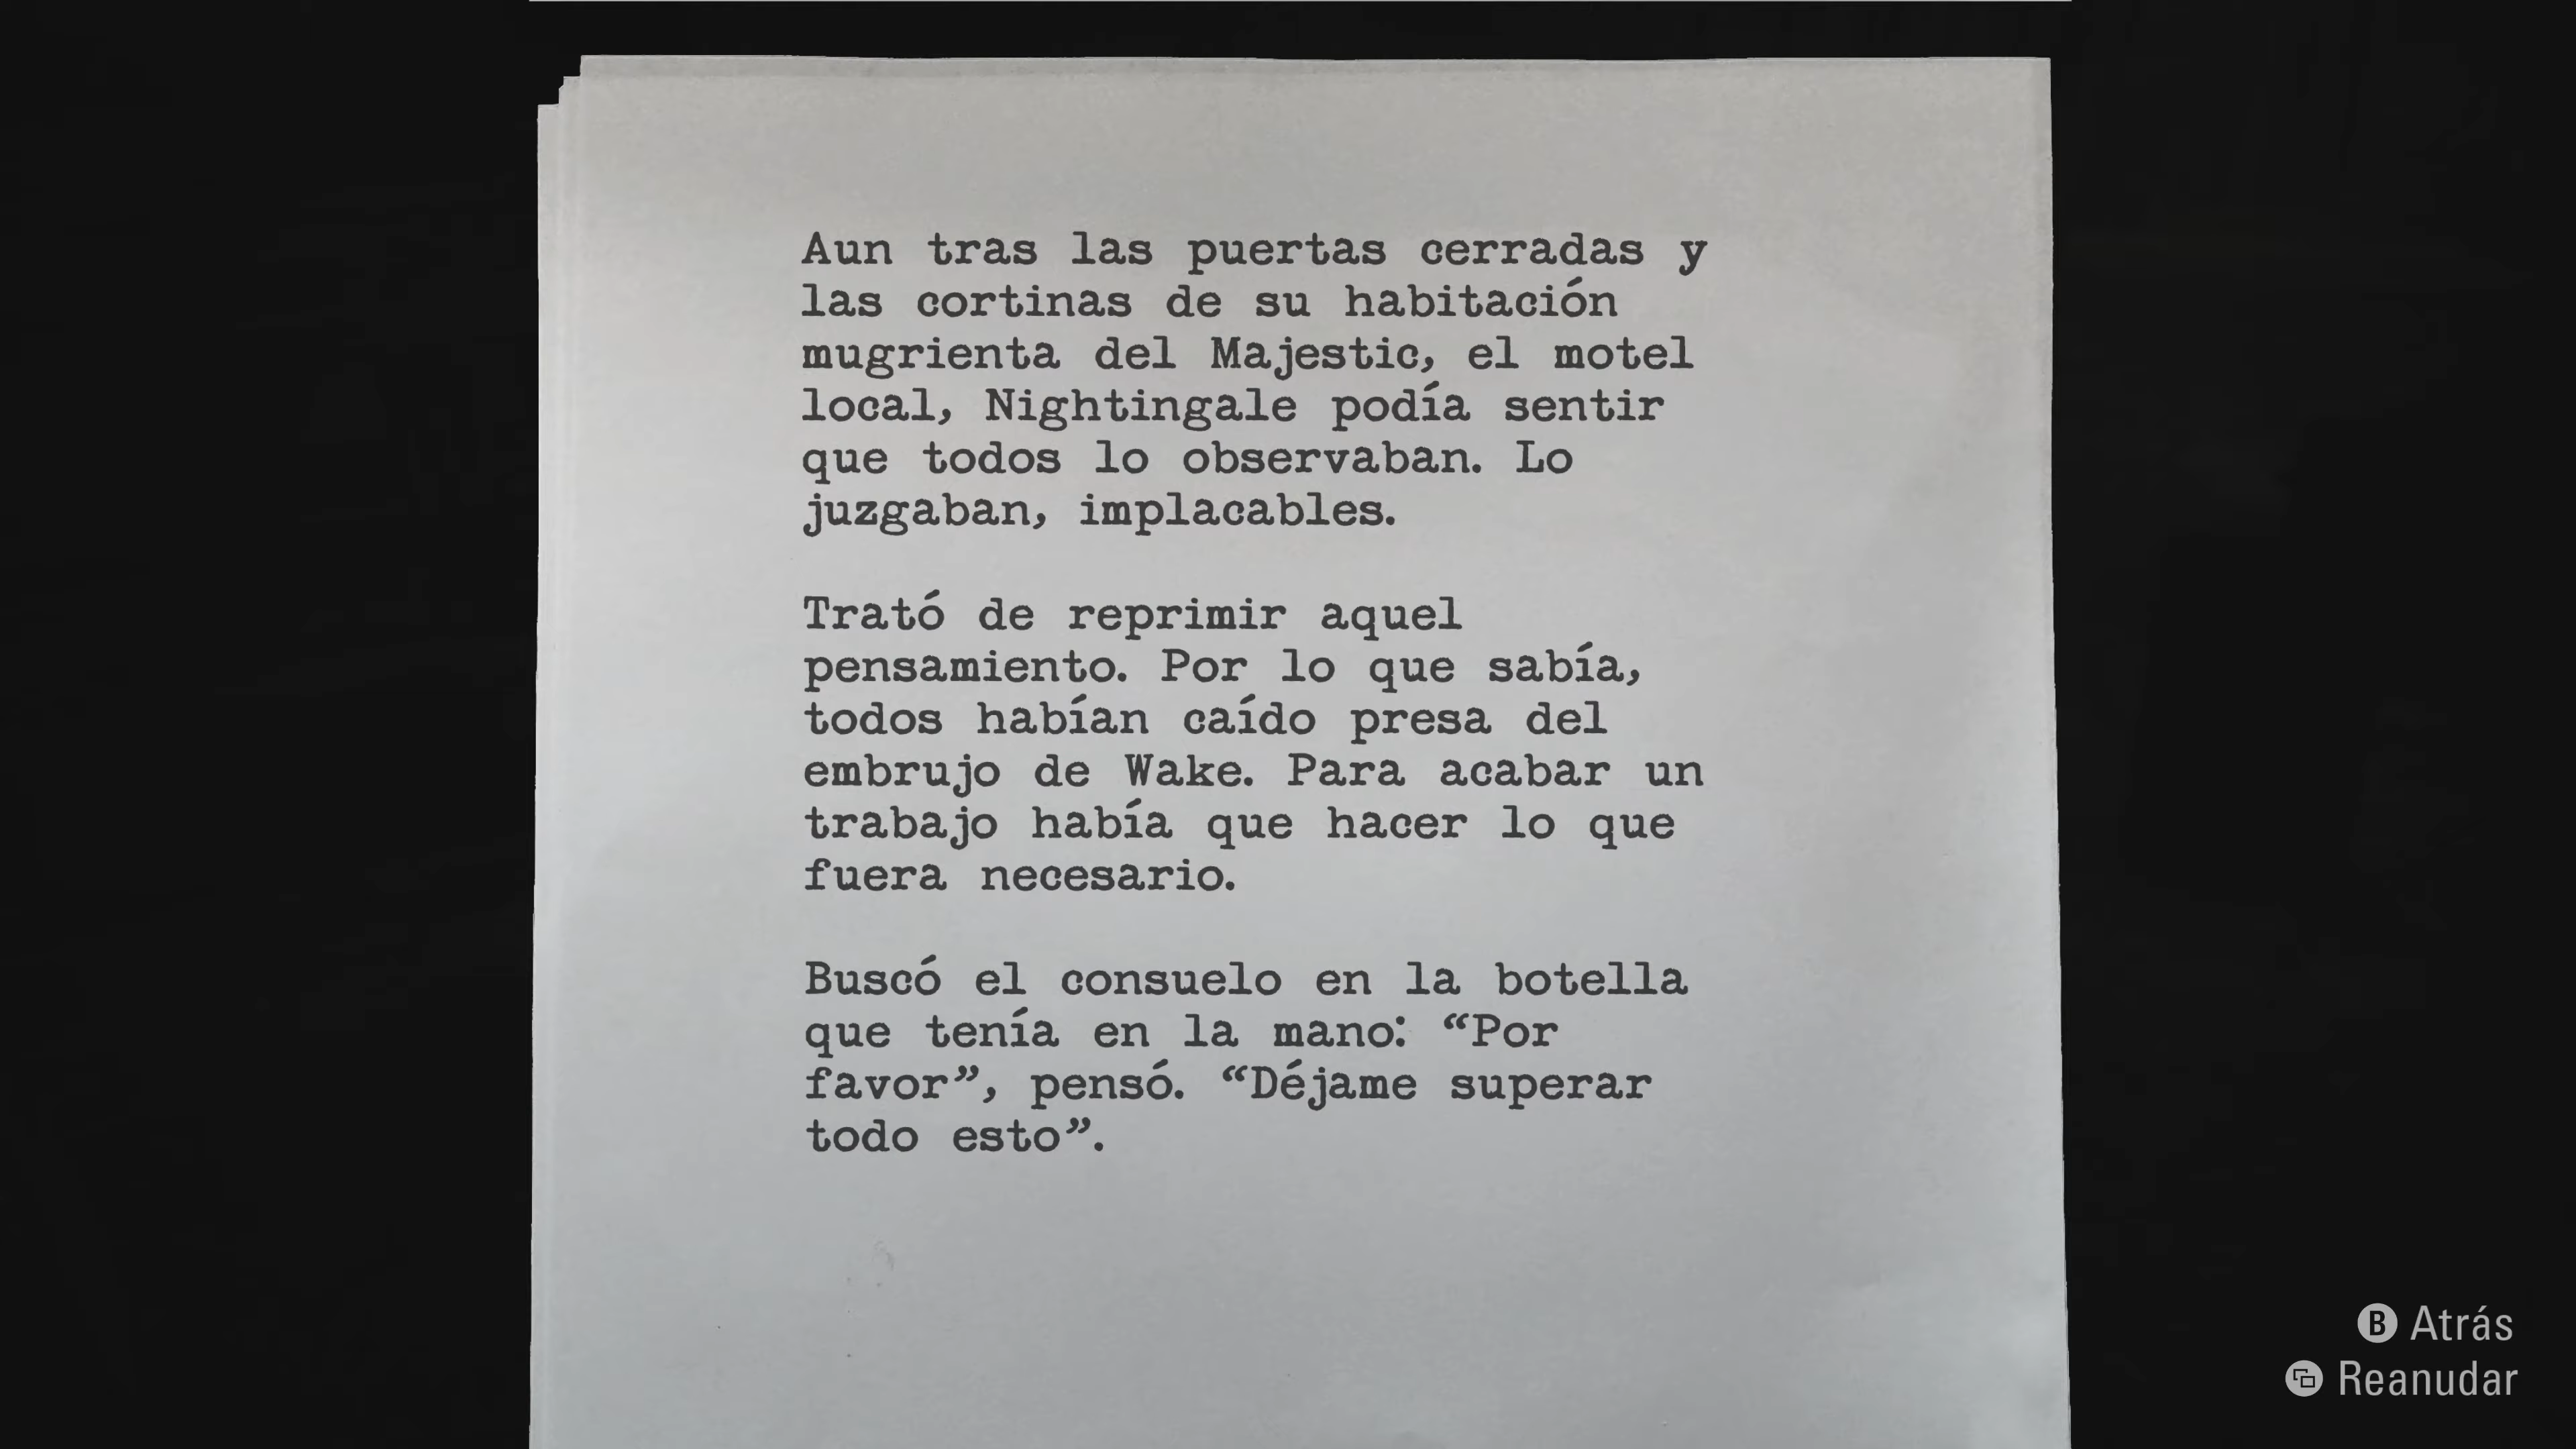 Aun tras las puertas cerradas y
las cortinas de su habitación
mugrienta del Majestic, el motel
local, Nightingale podía sentir
que todos lo observaban. Lo
juzgaban, implacables.
Trató de reprimir aquel
pensamiento. Por lo que sabía,
todos habían caído presa del
embrujo de Wake. Para acabar un
trabajo había que hacer lo que
fuera necesario.
Buscó el consuelo en la botella
que tenía en la mano: “Por
favor”, pensó. “Déjame superar
todo esto”.
B Atrás
Reanudar